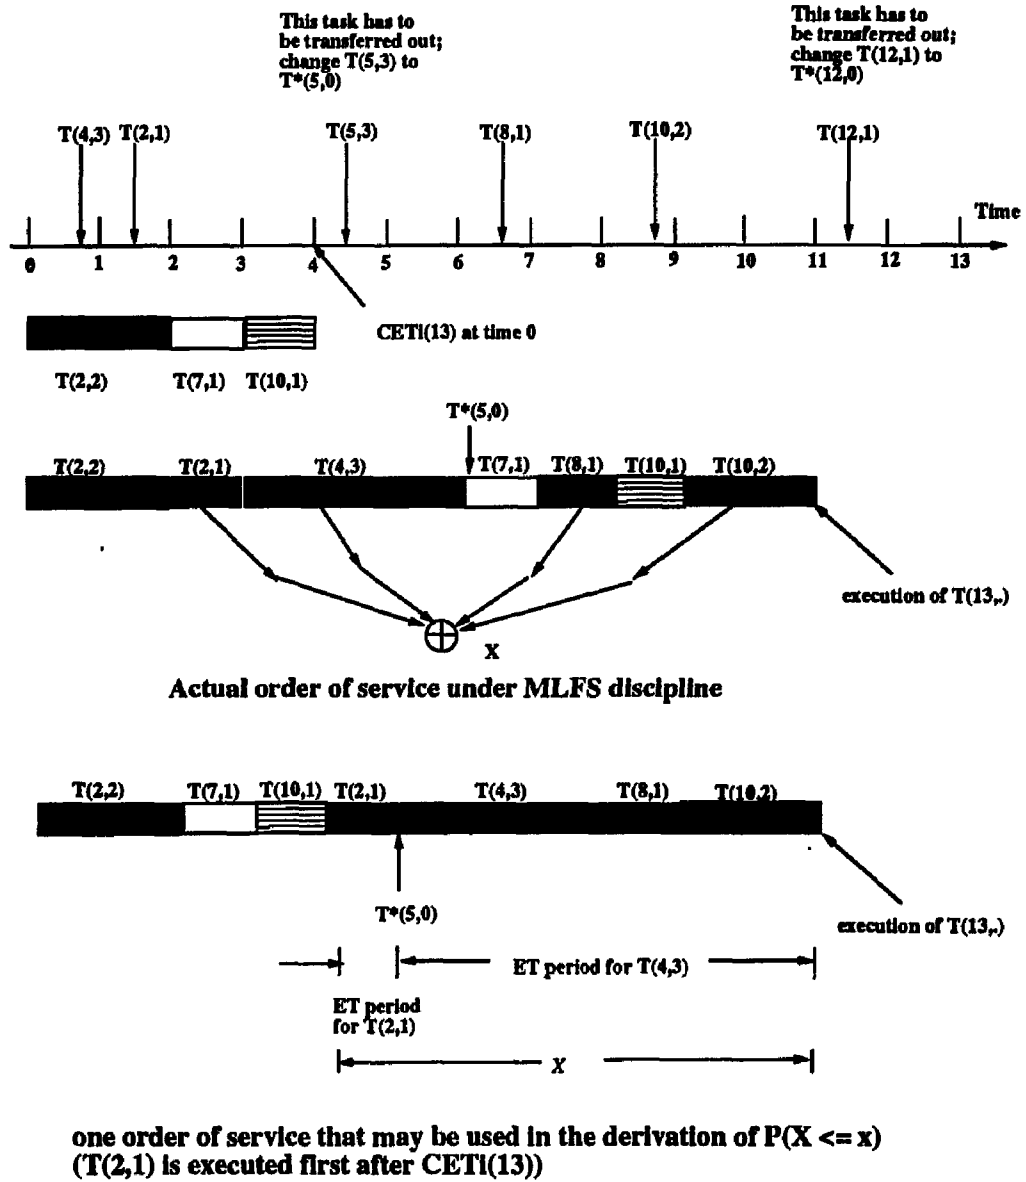 This task has to
be transferred out;
change T(5,3) to
T*(5,0)
This task has to
be transferred out;
change T(12,1) to
T*(12,0)
T(4,3) T(2,1) T(5,3) T(8,1) T(10,2) T(12,1)
Time
0 1 2 3 4 5 6 7 8 9 10 11 12 13
CETi(13) at time 0
T(2,2) T(7,1) T(10,1)
T*(5,0)
T(2,2) T(2,1) T(4,3) T(7,1) T(8,1) T(10,1) T(10,2)
execution of T(13,.)
X
Actual order of service under MLFS discipline
T(2,2) T(7,1) T(10,1) T(2,1) T(4,3) T(8,1) T(10,2)
T*(5,0)
execution of T(13,.)
ET period for T(4,3)
ET period
for T(2,1)
X
one order of service that may be used in the derivation of P(X <= x)
(T(2,1) is executed first after CETi(13))